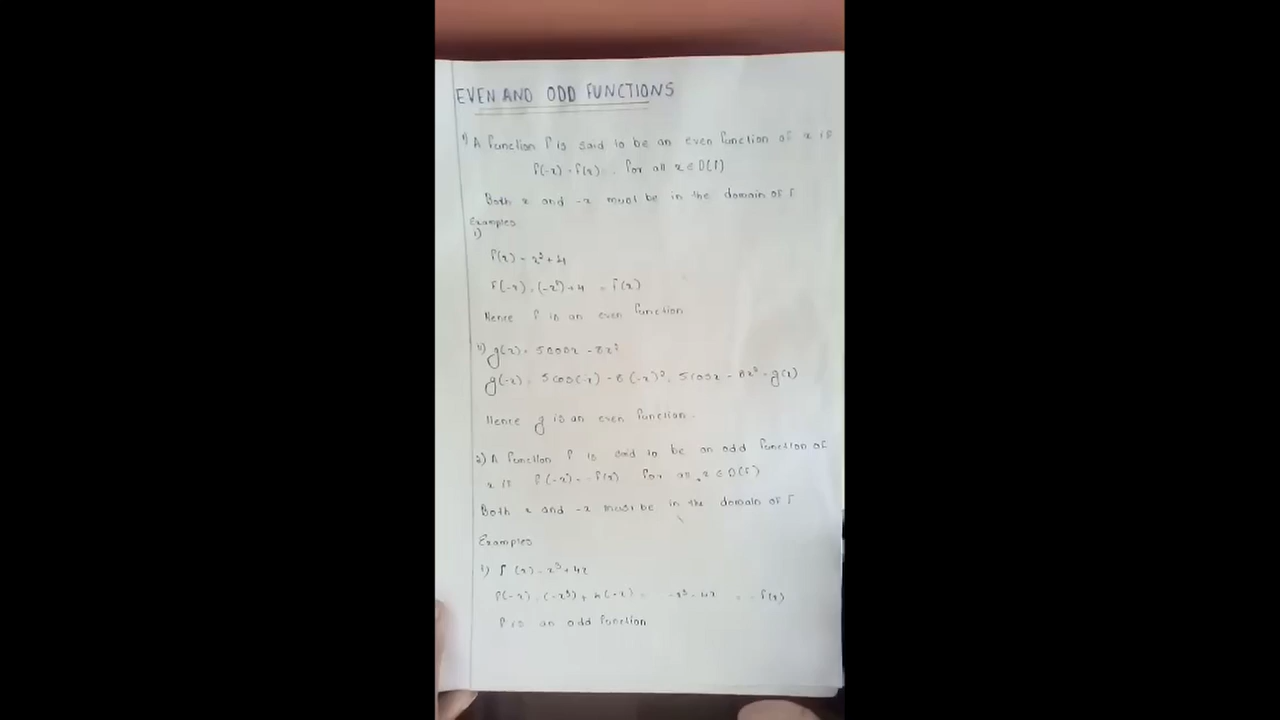 EVEN AND ODD FUNCTIONS
1) A function f is said to be an even function of x if
f(-x) = f(x) .. for all x ∈ D(f)
Both x and -x must be in the domain of f
Examples
1)
f(x) = x² + 4
f(-x) = (-x²) + 4 = f(x)
Hence f is an even function
ii) g(x) = 5cosx - 8x²
g(-x) = 5cos(-x) - 8(-x)² = 5cosx - 8x² = g(x)
Hence g is an even function.
2) A function f is said to be an odd function of
x if f(-x) = -f(x) for all x ∈ D(f)
Both x and -x must be in the domain of f
Examples
1) f(x) = x³ + 4x
f(-x) = (-x³) + 4(-x) = -x³ - 4x = -f(x)
f is an odd function